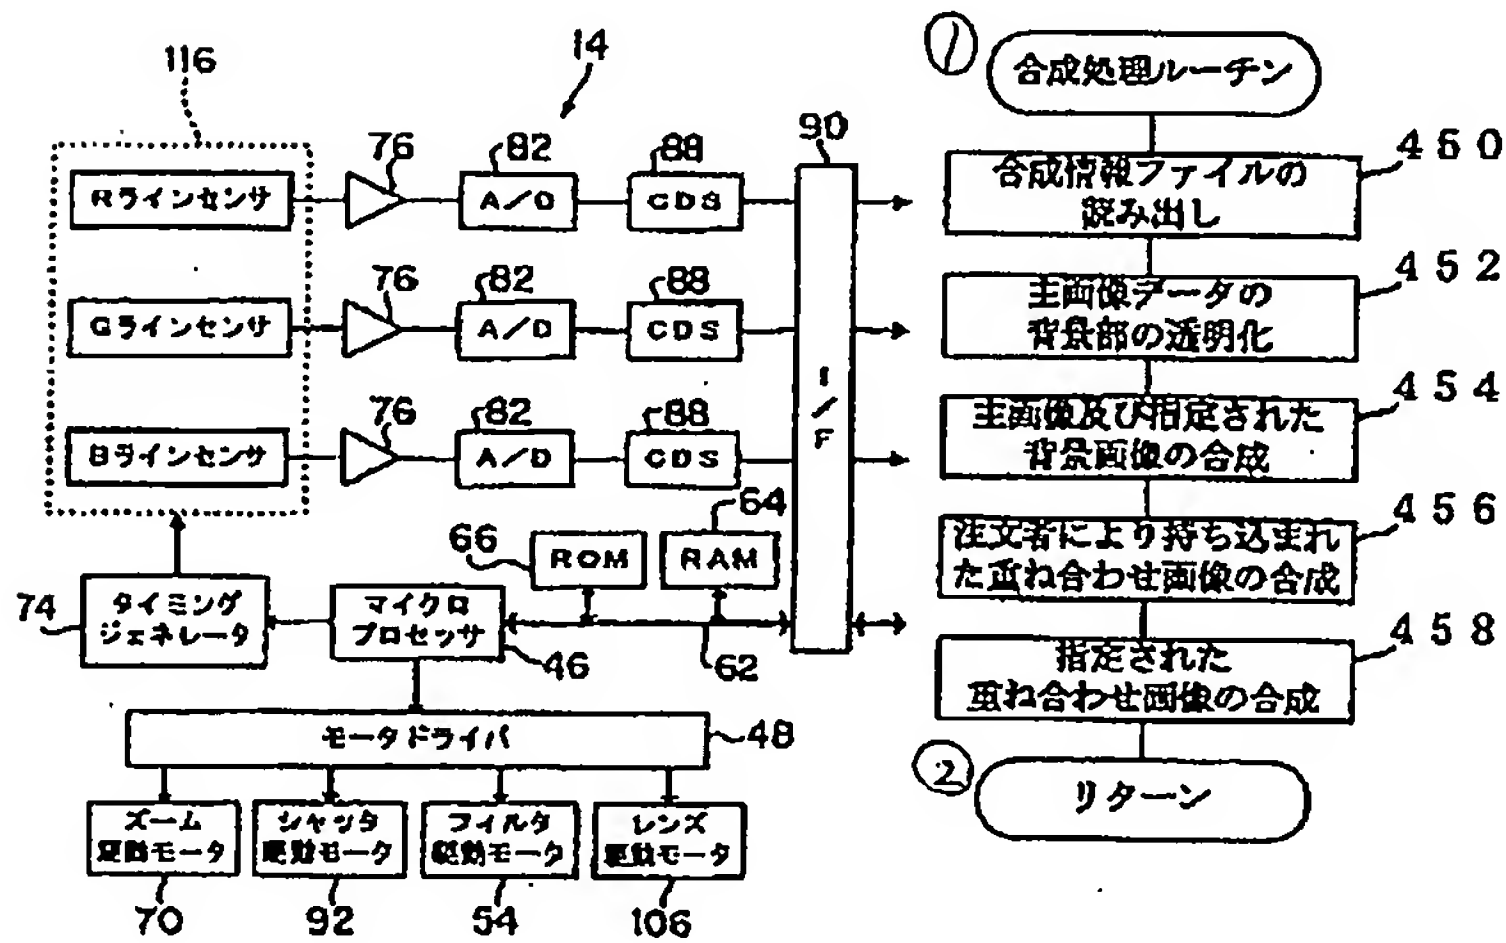 14
116
76
82
88
90
Rラインセンサ
A/D
CDS
76
82
88
Gラインセンサ
A/D
CDS
I/F
76
82
88
Bラインセンサ
A/D
CDS
64
66
ROM
RAM
74
タイミング
ジェネレータ
マイクロ
プロセッサ
46
62
モータドライバ
48
ズーム
駆動モータ
シャッタ
駆動モータ
フィルタ
駆動モータ
レンズ
駆動モータ
70
92
54
106
①
合成処理ルーチン
450
合成情報ファイルの
読み出し
452
主画像データの
背景部の透明化
454
主画像及び指定された
背景画像の合成
456
注文者により持ち込まれ
た重ね合わせ画像の合成
458
指定された
重ね合わせ画像の合成
②
リターン